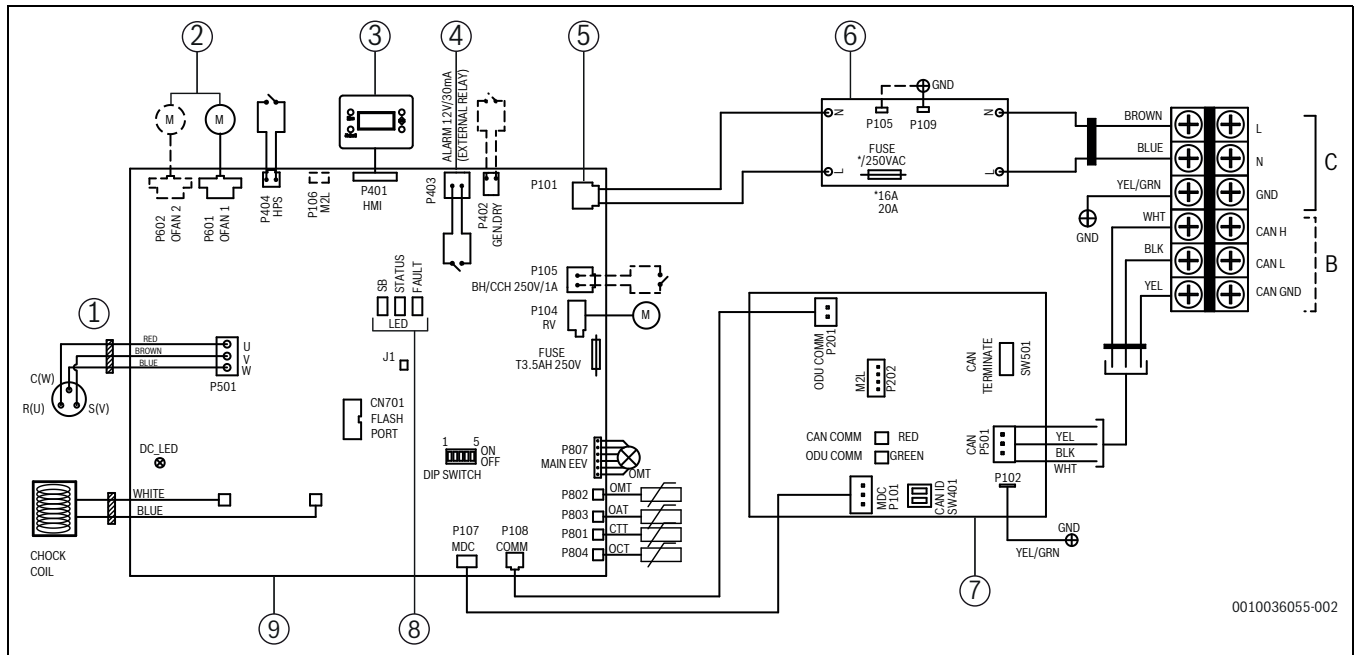 2
3
4
5
6
M
M
P602
OFAN 2
P601
OFAN 1
P404
HPS
P106
M2L
P401
HMI
ALARM 12V/30mA
(EXTERNAL RELAY)
P403
P402
GEN.DRY
P101
N
L
P105
P109
GND
FUSE
*/250VAC
*16A
20A
N
L
BROWN
BLUE
YEL/GRN
GND
WHT
BLK
YEL
L
N
GND
CAN H
CAN L
CAN GND
C
B
1
RED
BROWN
BLUE
U
V
W
P501
C(W)
R(U)
S(V)
SB
STATUS
FAULT
LED
J1
P105
BH/CCH 250V/1A
P104
RV
M
FUSE
T3.5AH 250V
CN701
FLASH
PORT
DC_LED
1
5
ON
OFF
DIP SWITCH
P807
MAIN EEV
OMT
P802
OMT
P803
OAT
P801
CTT
P804
OCT
WHITE
BLUE
CHOCK
COIL
P107
MDC
P108
COMM
ODU COMM
P201
M2L
P202
CAN
TERMINATE
SW501
CAN COMM
RED
ODU COMM
GREEN
CAN
P501
YEL
BLK
WHT
MDC
P101
CAN ID
SW401
P102
GND
YEL/GRN
9
8
7
0010036055-002